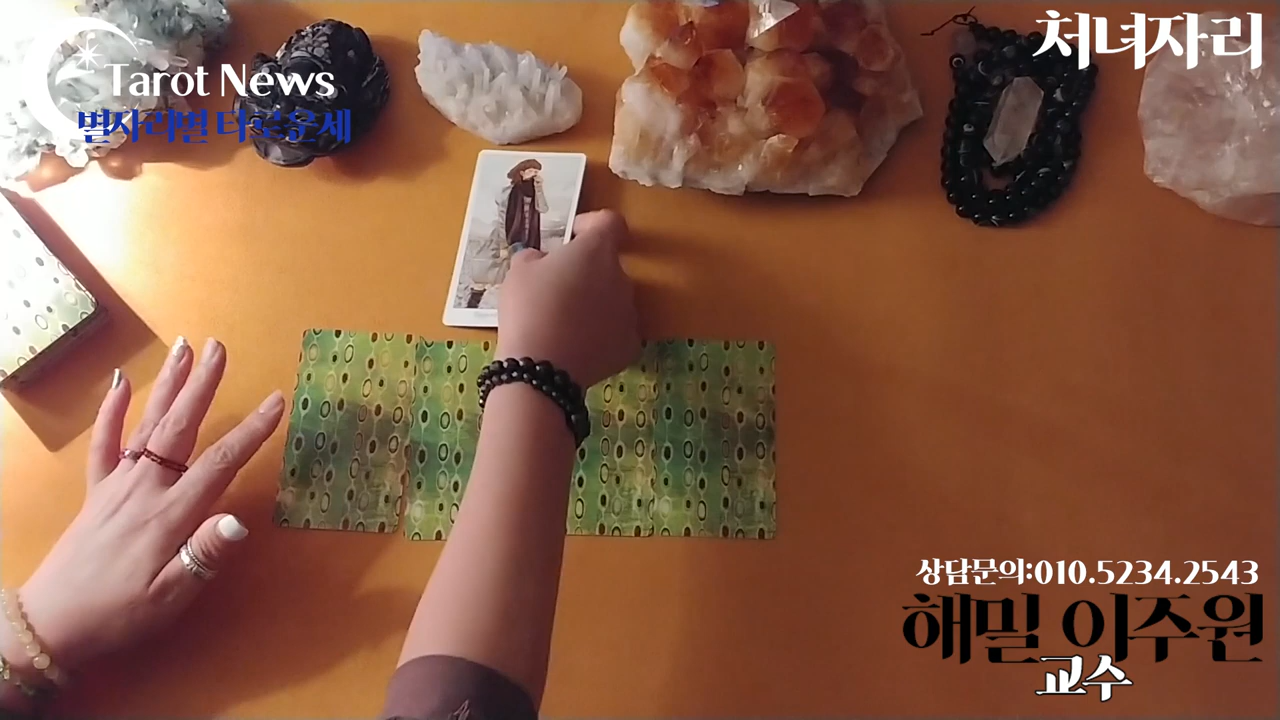 Tarot News
별자리별 타로운세
처녀자리
상담문의:010.5234.2543
해밀 이주원
교수